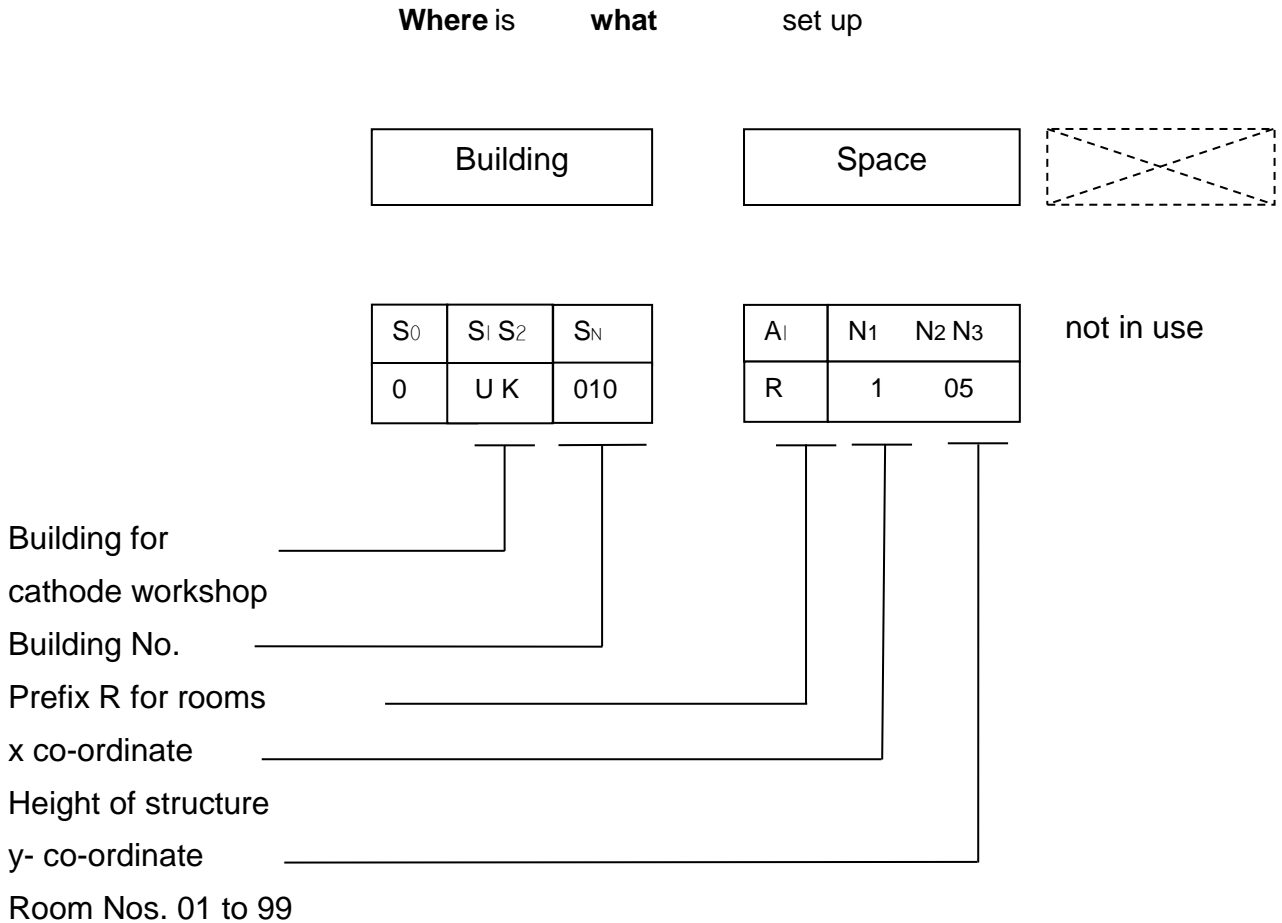 Where is what set up
Building Space
S0 S1 S2 SN A1 N1 N2 N3 not in use
0 U K 010 R 1 05
Building for
cathode workshop
Building No.
Prefix R for rooms
x co-ordinate
Height of structure
y- co-ordinate
Room Nos. 01 to 99